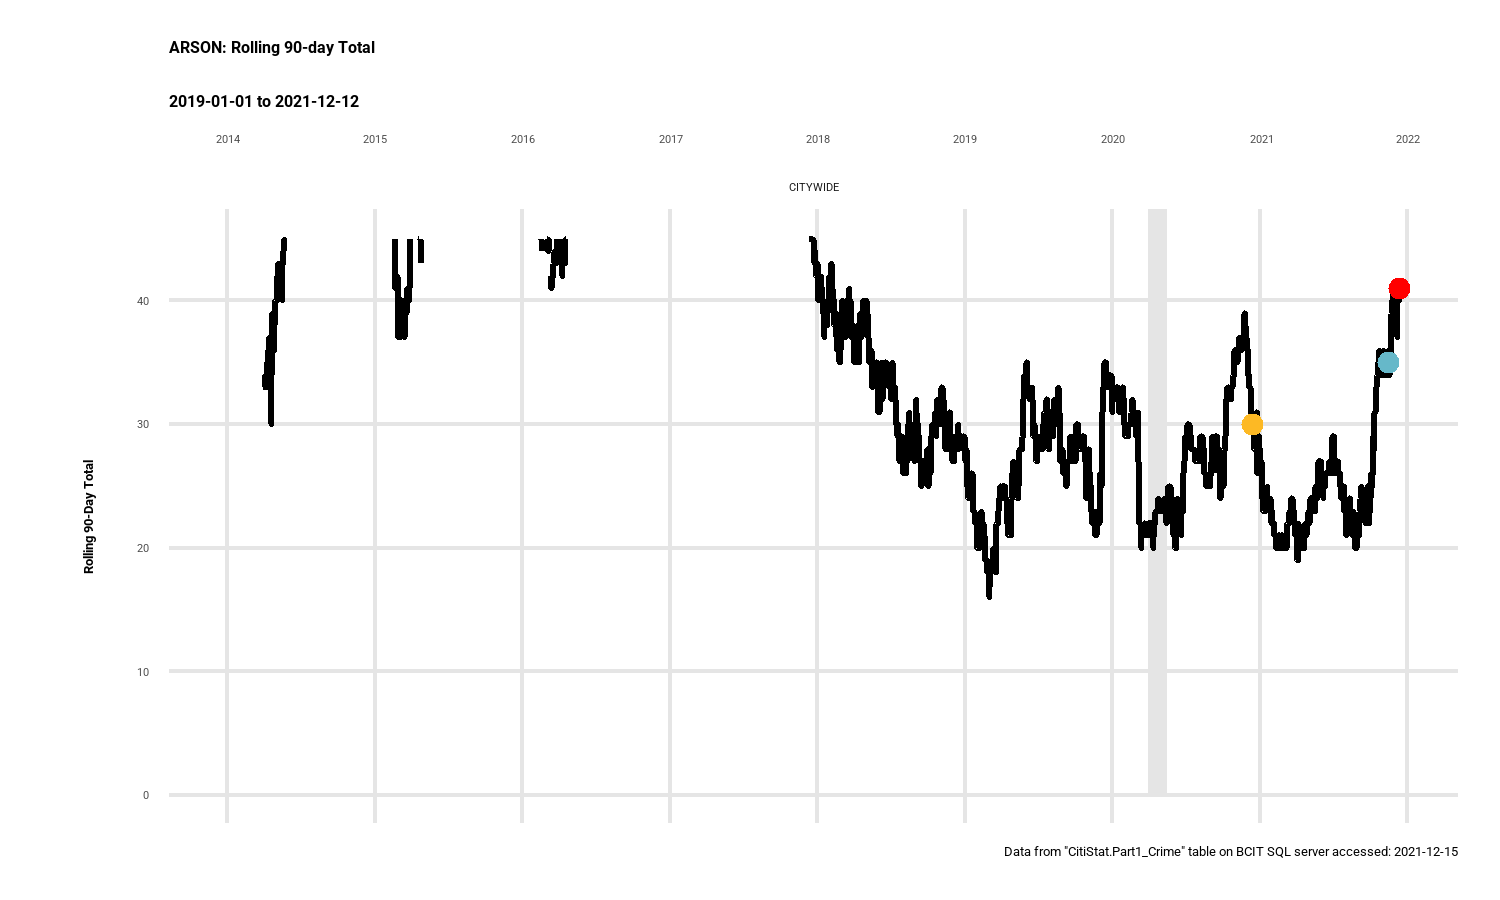 ARSON: Rolling 90-day Total
2019-01-01 to 2021-12-12
2014 2015 2016 2017 2018 2019 2020 2021 2022
CITYWIDE
40
30
20
10
0
Rolling 90-Day Total
Data from "CitiStat.Part1_Crime" table on BCIT SQL server accessed: 2021-12-15